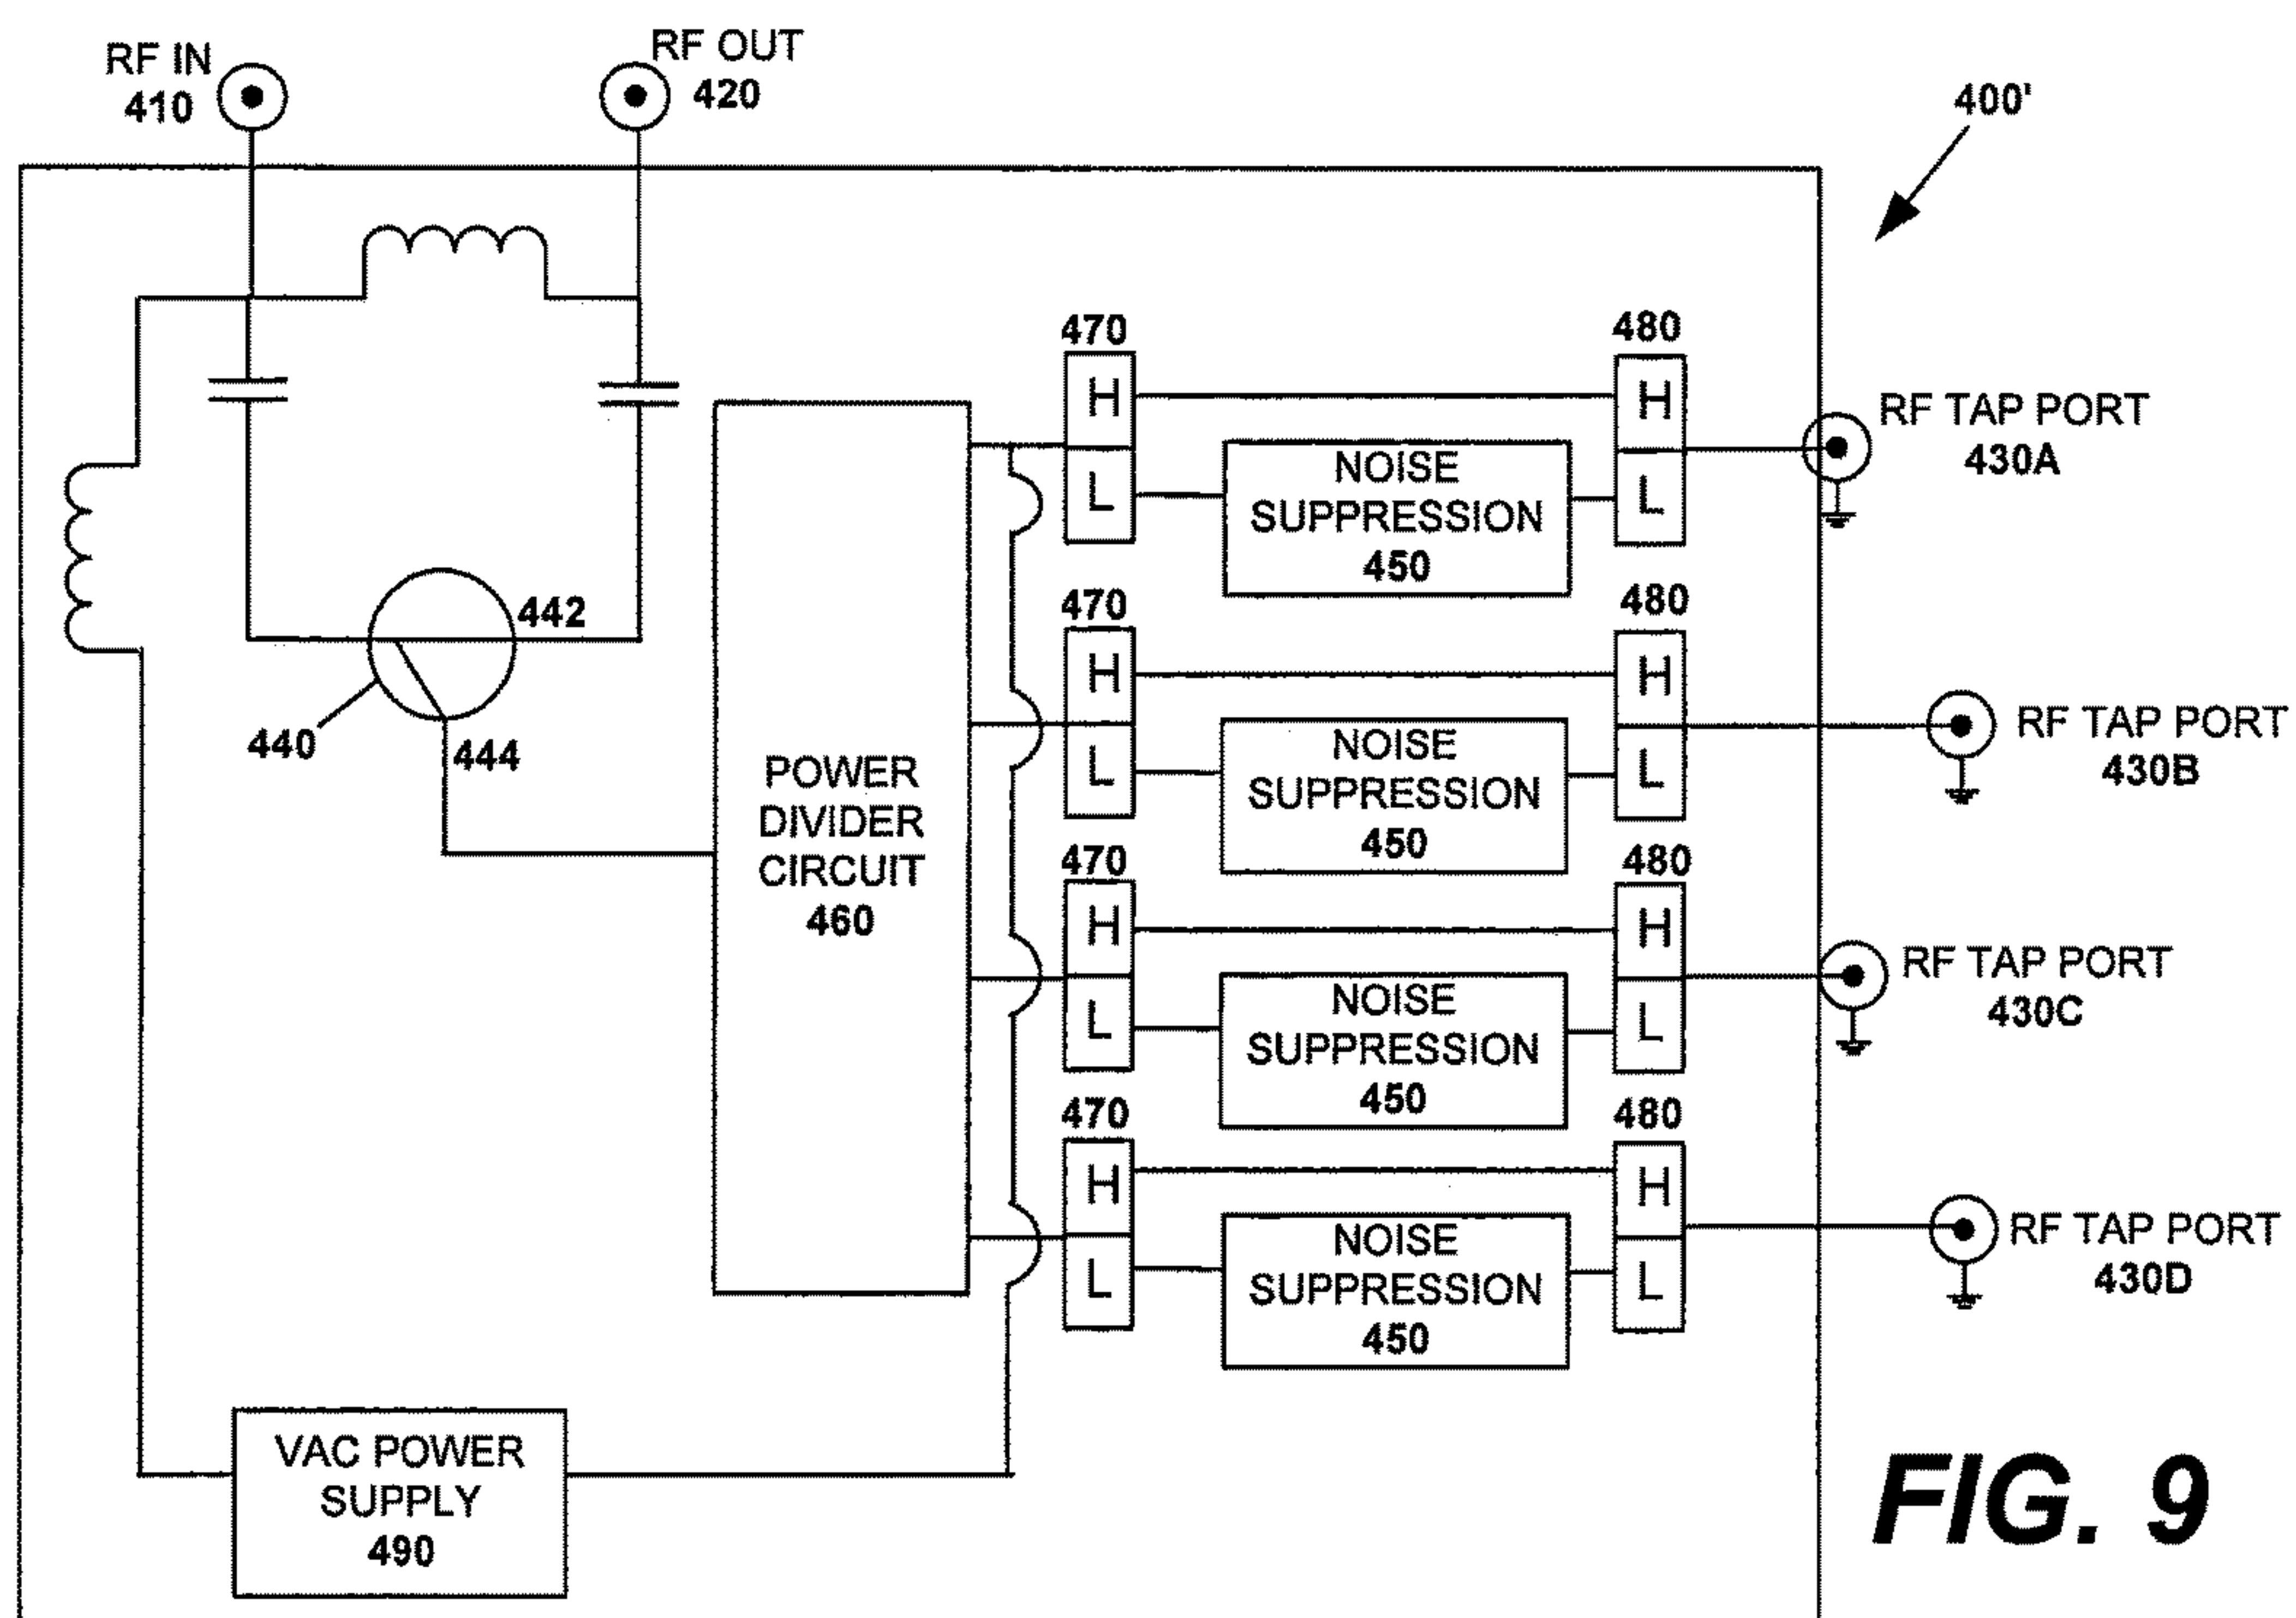 RF IN
410
RF OUT
420
400'
470
H
L
NOISE
SUPPRESSION
450
480
H
L
RF TAP PORT
430A
442
440
444
470
H
L
NOISE
SUPPRESSION
450
480
H
L
RF TAP PORT
430B
POWER
DIVIDER
CIRCUIT
460
470
H
L
NOISE
SUPPRESSION
450
480
H
L
RF TAP PORT
430C
470
H
L
NOISE
SUPPRESSION
450
480
H
L
RF TAP PORT
430D
VAC POWER
SUPPLY
490
FIG. 9